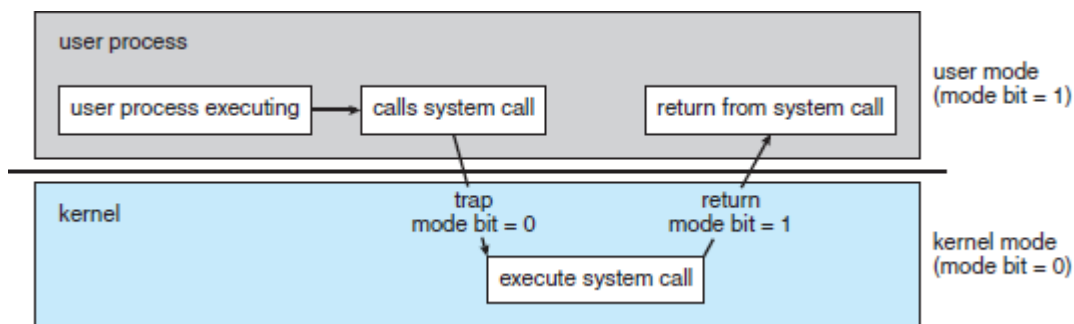 user process
user process executing
calls system call
return from system call
user mode
(mode bit = 1)
kernel
trap
mode bit = 0
return
mode bit = 1
execute system call
kernel mode
(mode bit = 0)